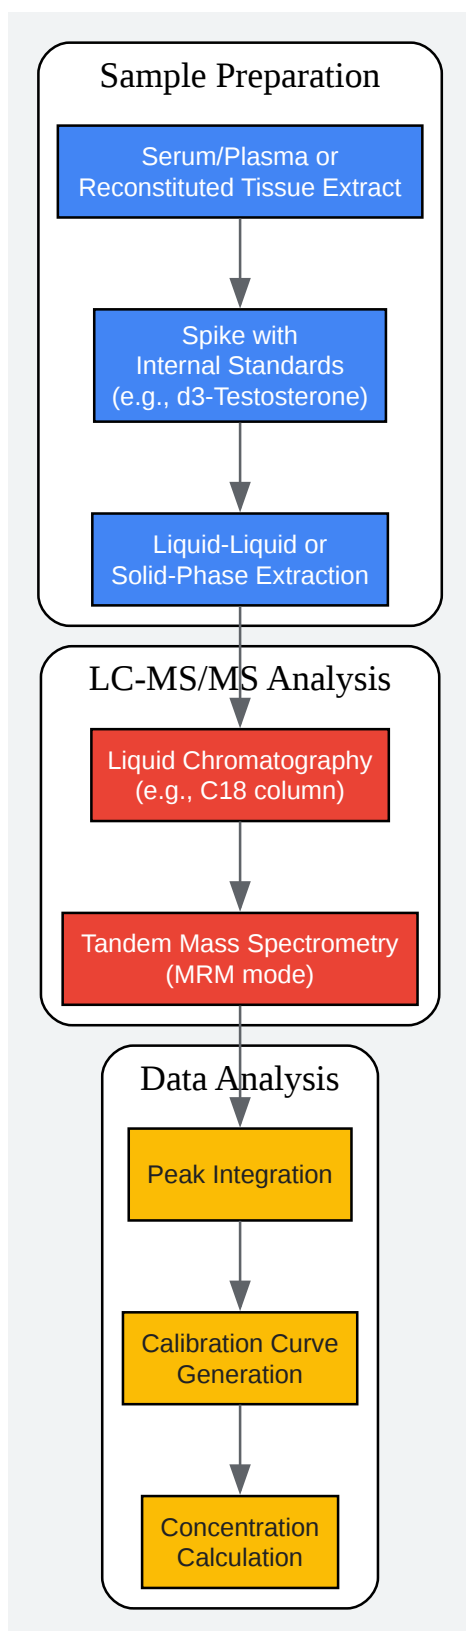 Sample Preparation
Serum/Plasma or
Reconstituted Tissue Extract
Spike with
Internal Standards
(e.g., d3-Testosterone)
Liquid-Liquid or
Solid-Phase Extraction
LC-MS/MS Analysis
Liquid Chromatography
(e.g., C18 column)
Tandem Mass Spectrometry
(MRM mode)
Data Analysis
Peak Integration
Calibration Curve
Generation
Concentration
Calculation